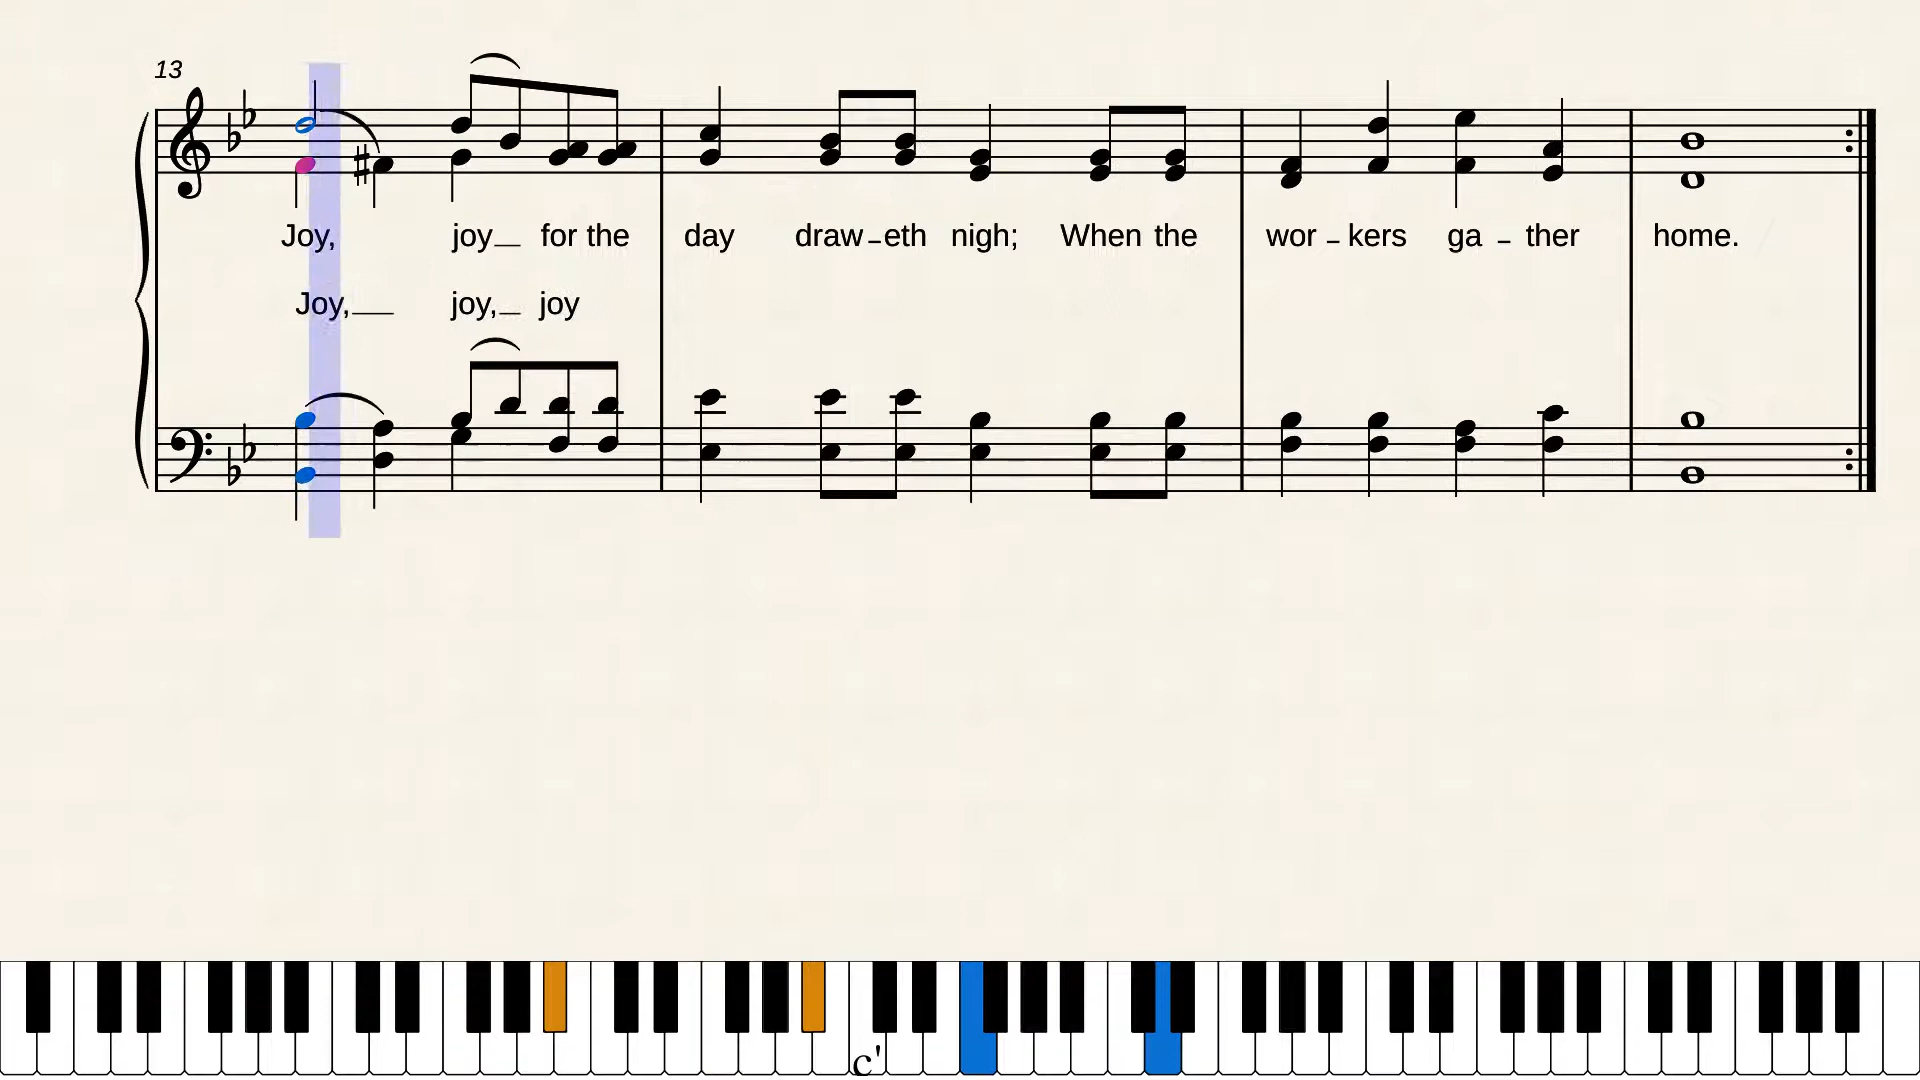 13
Joy, joy for the day draw-eth nigh; When the wor-kers ga-ther home.
Joy, joy, joy
c'